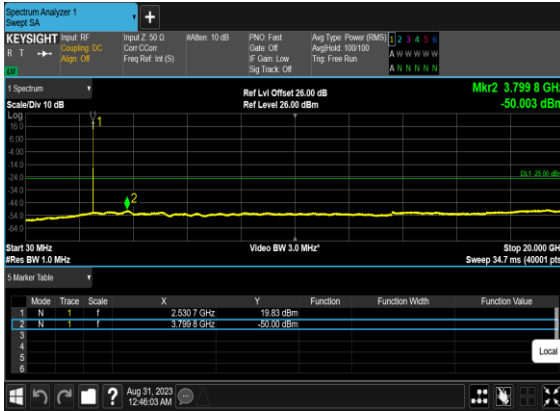 Spectrum Analyzer 1
Swept SA
+
KEYSIGHT
R T
Input: RF
Coupling: DC
Align: Off
Input Z: 50 Ω
Corr CCorr
Freq Ref: Int (S)
#Atten: 10 dB
PNO: Fast
Gate: Off
IF Gain: Low
Sig Track: Off
Avg Type: Power (RMS)
Avg|Hold: 100/100
Trig: Free Run
1 2 3 4 5 6
A W W W W W
A N N N N N
1 Spectrum
Scale/Div 10 dB
Log
Ref Lvl Offset 26.00 dB
Ref Level 26.00 dBm
Mkr2 3.799 8 GHz
-50.003 dBm
16.0
6.00
-4.00
-14.0
-24.0
-34.0
-44.0
-54.0
-64.0
1
2
DL1 -25.00 dBm
Start 30 MHz
#Res BW 1.0 MHz
Video BW 3.0 MHz*
Stop 20.000 GHz
Sweep 34.7 ms (40001 pts)
5 Marker Table
Mode Trace Scale X Y Function Function Width Function Value
1 N 1 f 2.530 7 GHz 19.83 dBm
2 N 1 f 3.799 8 GHz -50.00 dBm
3
4
5
6
Local
?
Aug 31, 2023
12:46:03 AM